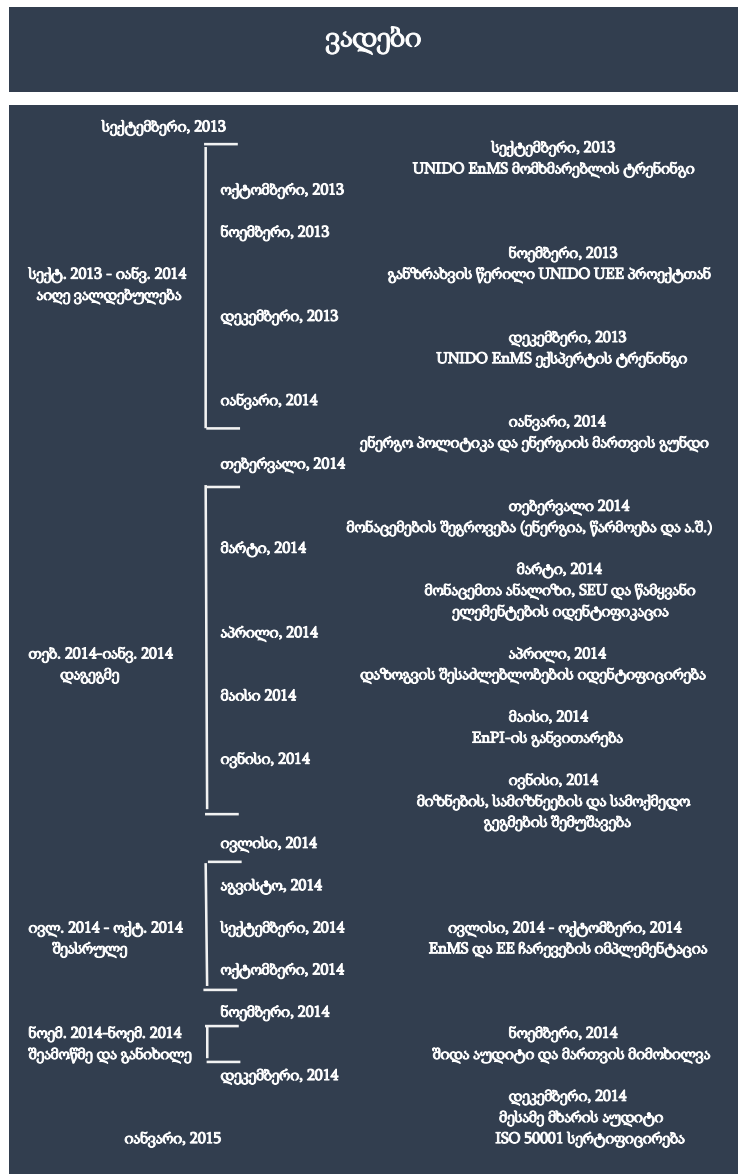 ვადები
სექტემბერი, 2013
სექტემბერი, 2013
UNIDO EnMS მომხმარებლის ტრენინგი
ოქტომბერი, 2013
ნოემბერი, 2013
ნოემბერი, 2013
სექტ. 2013 - იანვ. 2014
განზრახვის წერილი UNIDO UEE პროექტთან
აიღე ვალდებულება
დეკემბერი, 2013
დეკემბერი, 2013
UNIDO EnMS ექსპერტის ტრენინგი
იანვარი, 2014
იანვარი, 2014
ენერგო პოლიტიკა და ენერგიის მართვის გუნდი
თებერვალი, 2014
თებერვალი 2014
მონაცემების შეგროვება (ენერგია, წარმოება და ა.შ.)
მარტი, 2014
მარტი, 2014
მონაცემთა ანალიზი, SEU და წამყვანი
ელემენტების იდენტიფიკაცია
აპრილი, 2014
თებ. 2014-იანვ. 2014
აპრილი, 2014
დაგეგმე
დაზოგვის შესაძლებლობების იდენტიფიცირება
მაისი 2014
მაისი, 2014
EnPI-ის განვითარება
ივნისი, 2014
ივნისი, 2014
მიზნების, სამიზნეების და სამოქმედო
გეგმების შემუშავება
ივლისი, 2014
აგვისტო, 2014
ივლ. 2014 - ოქტ. 2014
სექტემბერი, 2014
ივლისი, 2014 - ოქტომბერი, 2014
შეასრულე
EnMS და EE ჩარევების იმპლემენტაცია
ოქტომბერი, 2014
ნოემბერი, 2014
ნოემ. 2014-ნოემ. 2014
ნოემბერი, 2014
შეამოწმე და განიხილე
შიდა აუდიტი და მართვის მიმოხილვა
დეკემბერი, 2014
დეკემბერი, 2014
მესამე მხარის აუდიტი
იანვარი, 2015
ISO 50001 სერტიფიცირება